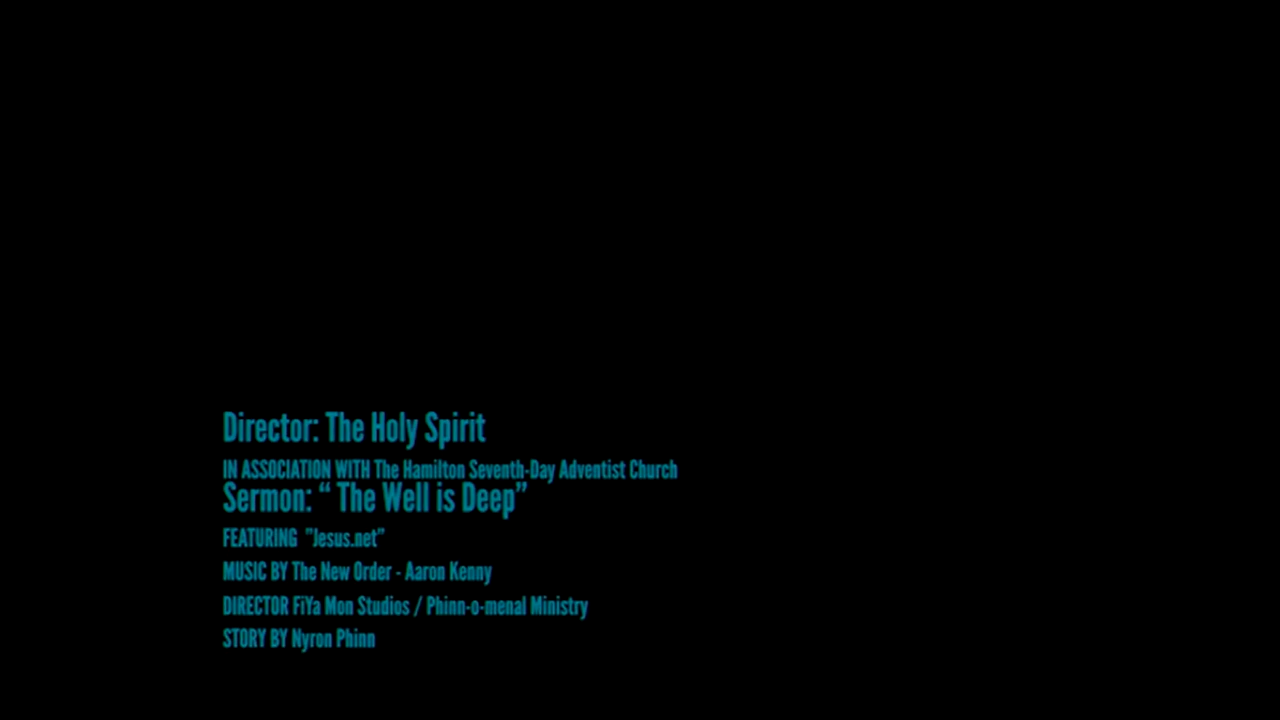 Director: The Holy Spirit
IN ASSOCIATION WITH The Hamilton Seventh-Day Adventist Church
Sermon: “ The Well is Deep”
FEATURING ”Jesus.net”
MUSIC BY The New Order - Aaron Kenny
DIRECTOR FiYa Mon Studios / Phinn-o-menal Ministry
STORY BY Nyron Phinn